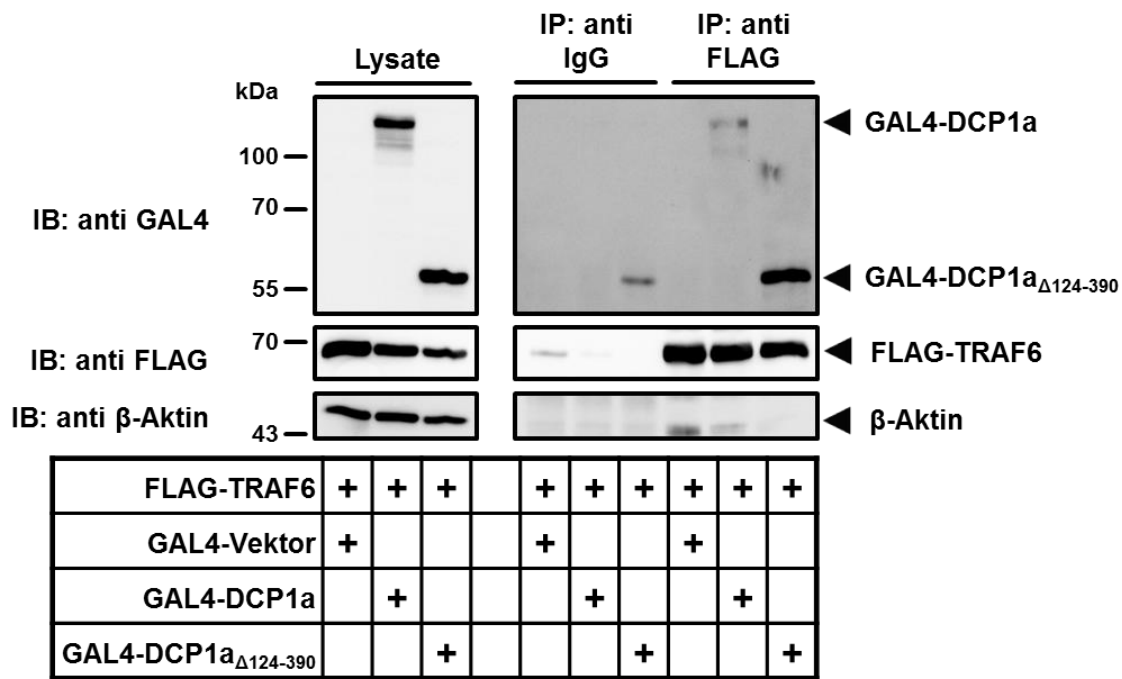 IP: anti IgG
IP: anti FLAG
Lysate
kDa
100
70
55
IB: anti GAL4
GAL4-DCP1a
GAL4-DCP1aΔ124-390
70
IB: anti FLAG
FLAG-TRAF6
IB: anti β-Aktin
43
β-Aktin
FLAG-TRAF6 + + + + + + + + +
GAL4-Vektor + + +
GAL4-DCP1a + + +
GAL4-DCP1aΔ124-390 + + +